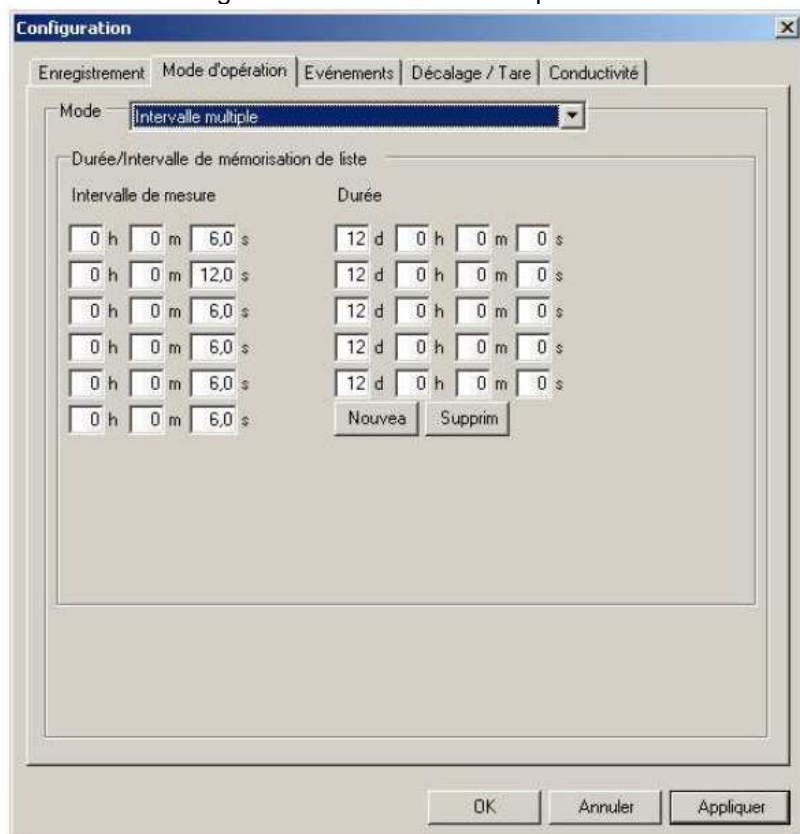 Configuration
Enregistrement Mode d'opération Evénements Décalage / Tare Conductivité
Mode Intervalle multiple
Durée/Intervalle de mémorisation de liste
Intervalle de mesure Durée
0 h 0 m 6,0 s 12 d 0 h 0 m 0 s
0 h 0 m 12,0 s 12 d 0 h 0 m 0 s
0 h 0 m 6,0 s 12 d 0 h 0 m 0 s
0 h 0 m 6,0 s 12 d 0 h 0 m 0 s
0 h 0 m 6,0 s 12 d 0 h 0 m 0 s
0 h 0 m 6,0 s Nouvea Supprim
OK Annuler Appliquer